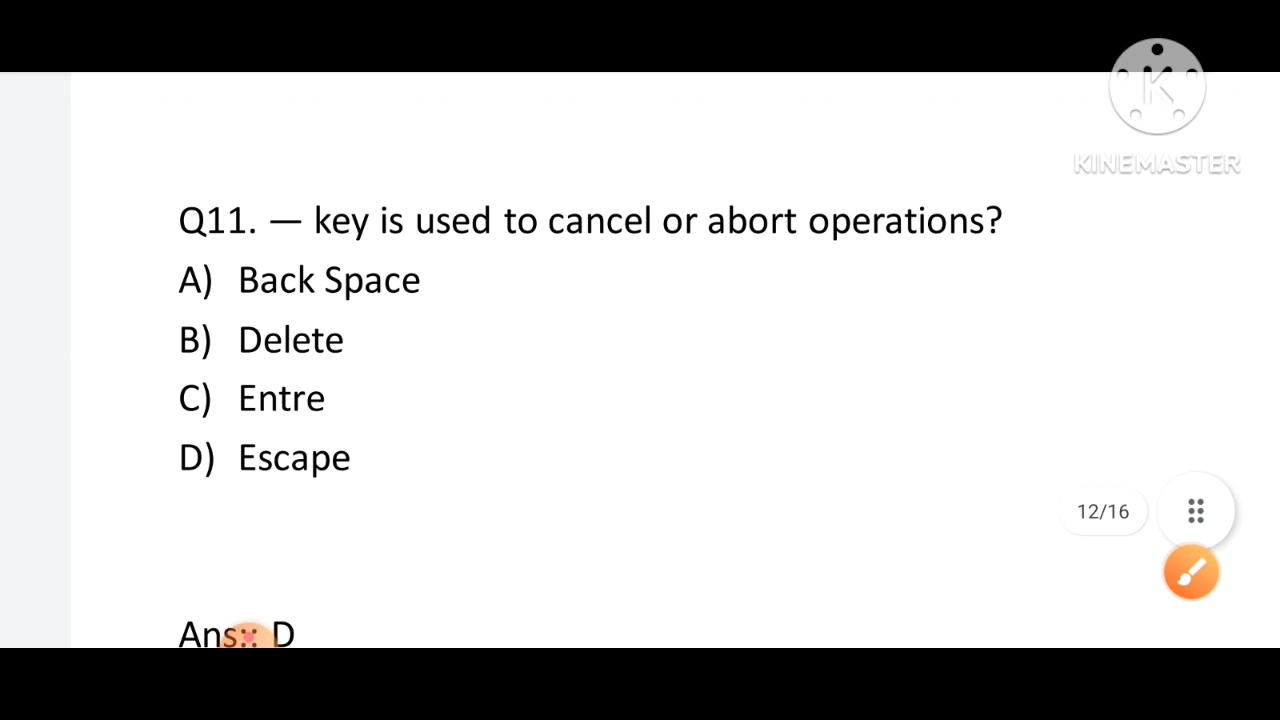 KINEMASTER
Q11. — key is used to cancel or abort operations?
A) Back Space
B) Delete
C) Entre
D) Escape
12/16
Ans:: D